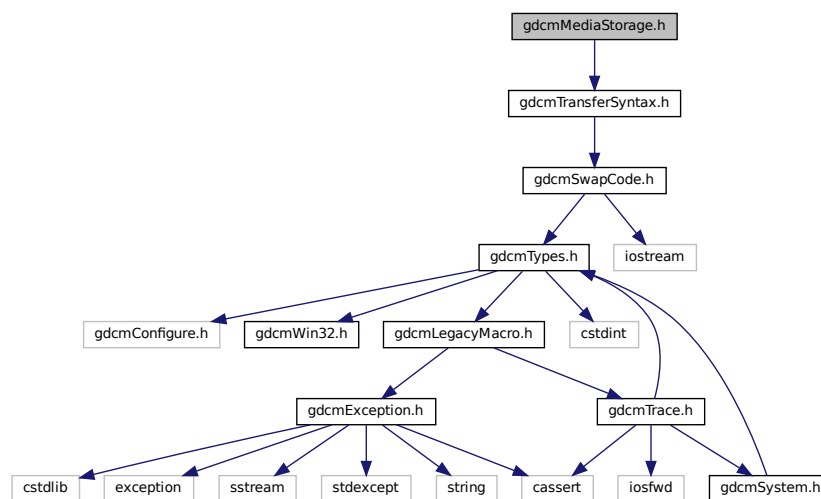 gdcmMediaStorage.h
gdcmTransferSyntax.h
gdcmSwapCode.h
gdcmTypes.h
iostream
gdcmConfigure.h
gdcmWin32.h
gdcmLegacyMacro.h
cstdint
gdcmException.h
gdcmTrace.h
cstdlib
exception
sstream
stdexcept
string
cassert
iosfwd
gdcmSystem.h